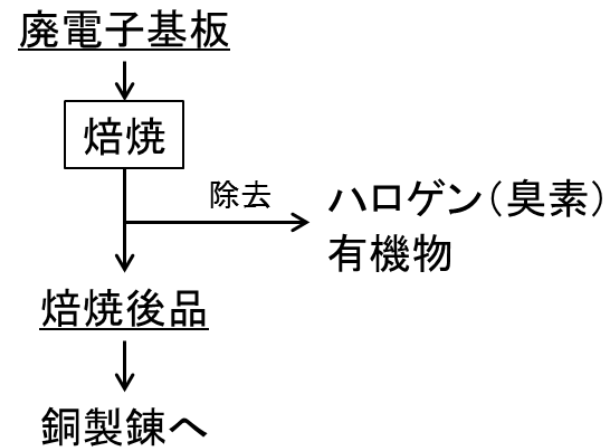 廃電子基板
焙焼
除去
ハロゲン（臭素）
有機物
焙焼後品
銅製錬へ